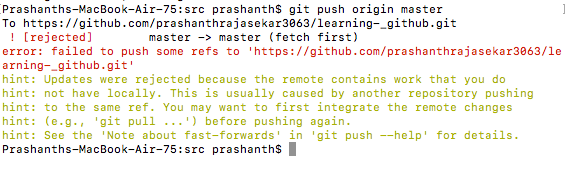 [Prashanths-MacBook-Air-75:src prashanth$ git push origin master ]
To https://github.com/prashanthrajasekar3063/learning-_github.git
 ! [rejected]        master -> master (fetch first)
error: failed to push some refs to 'https://github.com/prashanthrajasekar3063/le
arning-_github.git'
hint: Updates were rejected because the remote contains work that you do
hint: not have locally. This is usually caused by another repository pushing
hint: to the same ref. You may want to first integrate the remote changes
hint: (e.g., 'git pull ...') before pushing again.
hint: See the 'Note about fast-forwards' in 'git push --help' for details.
Prashanths-MacBook-Air-75:src prashanth$